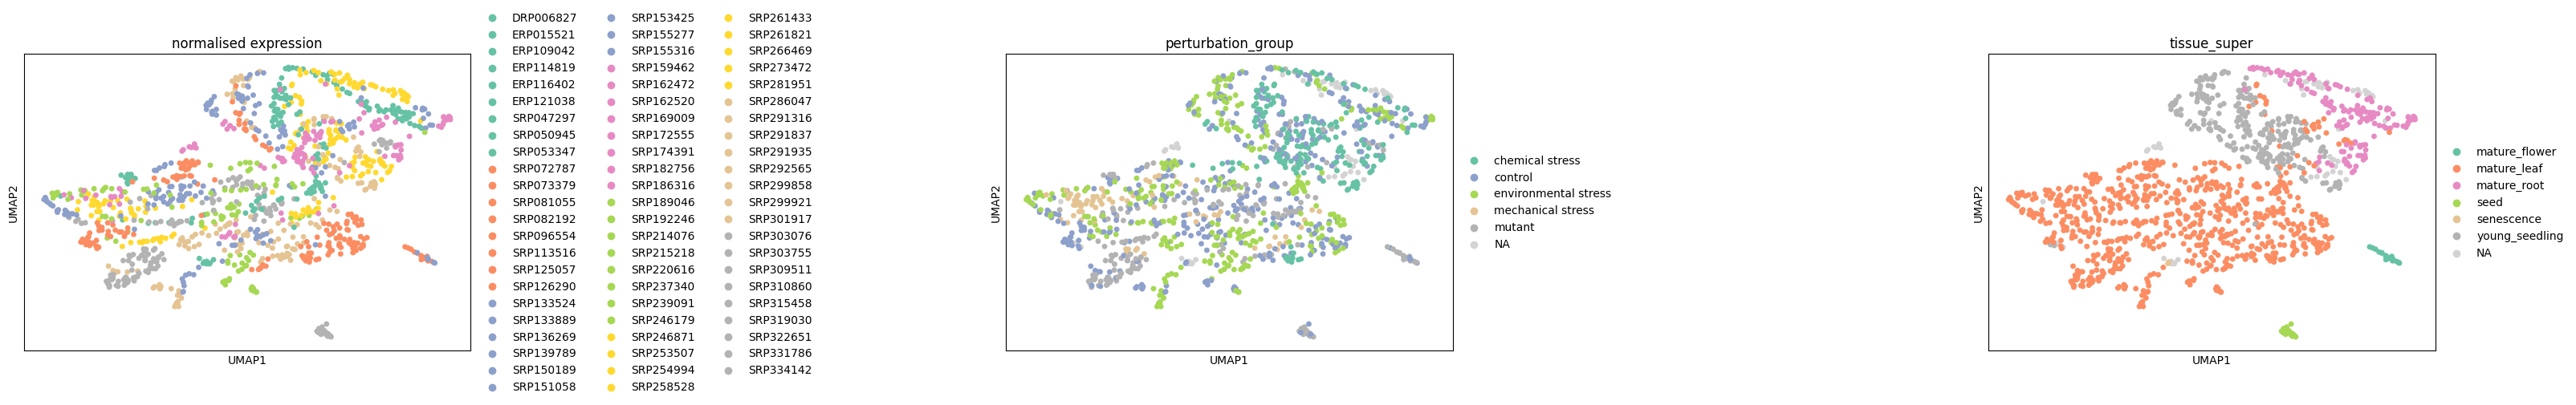 normalised expression
UMAP2
UMAP1
DRP006827
ERP015521
ERP109042
ERP114819
ERP116402
ERP121038
SRP047297
SRP050945
SRP053347
SRP072787
SRP073379
SRP081055
SRP082192
SRP096554
SRP113516
SRP125057
SRP126290
SRP133524
SRP133889
SRP136269
SRP139789
SRP150189
SRP151058
SRP153425
SRP155277
SRP155316
SRP159462
SRP162472
SRP162520
SRP169009
SRP172555
SRP174391
SRP182756
SRP186316
SRP189046
SRP192246
SRP214076
SRP215218
SRP220616
SRP237340
SRP239091
SRP246179
SRP246871
SRP253507
SRP254994
SRP258528
SRP261433
SRP261821
SRP266469
SRP273472
SRP281951
SRP286047
SRP291316
SRP291837
SRP291935
SRP292565
SRP299858
SRP299921
SRP301917
SRP303076
SRP303755
SRP309511
SRP310860
SRP315458
SRP319030
SRP322651
SRP331786
SRP334142
perturbation_group
UMAP2
UMAP1
chemical stress
control
environmental stress
mechanical stress
mutant
NA
tissue_super
UMAP2
UMAP1
mature_flower
mature_leaf
mature_root
seed
senescence
young_seedling
NA